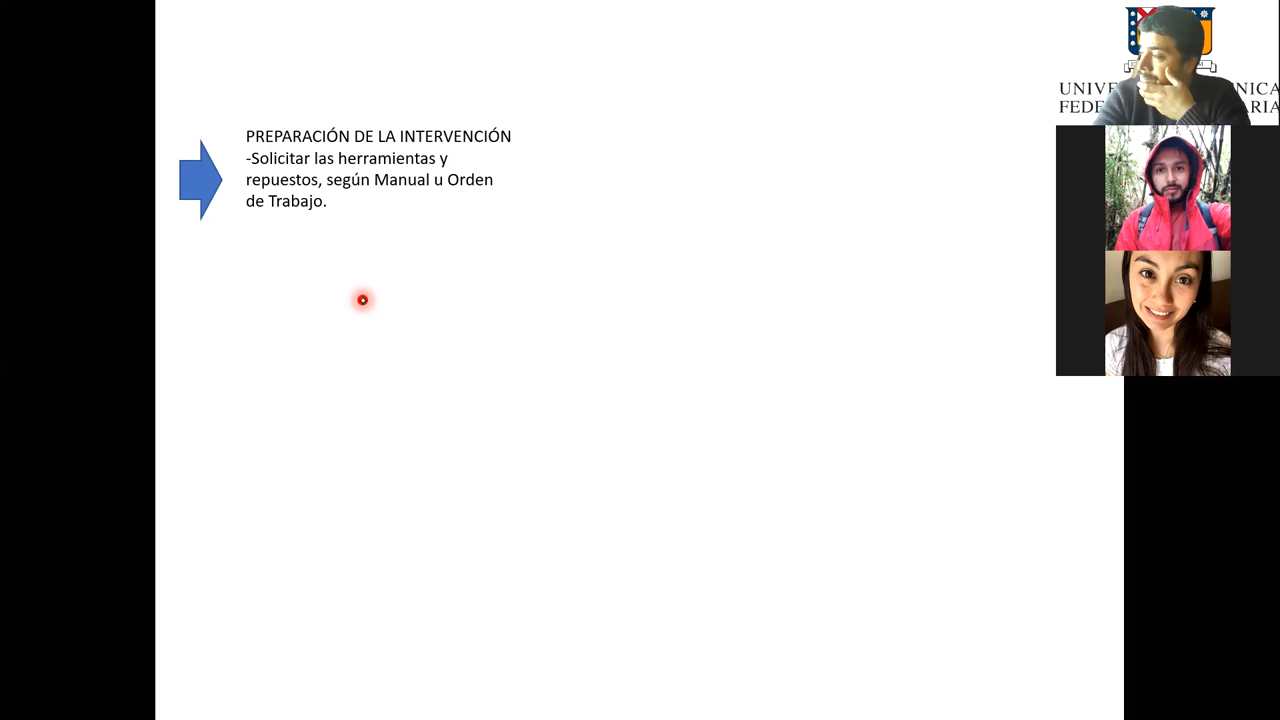 PREPARACIÓN DE LA INTERVENCIÓN
-Solicitar las herramientas y
repuestos, según Manual u Orden
de Trabajo.